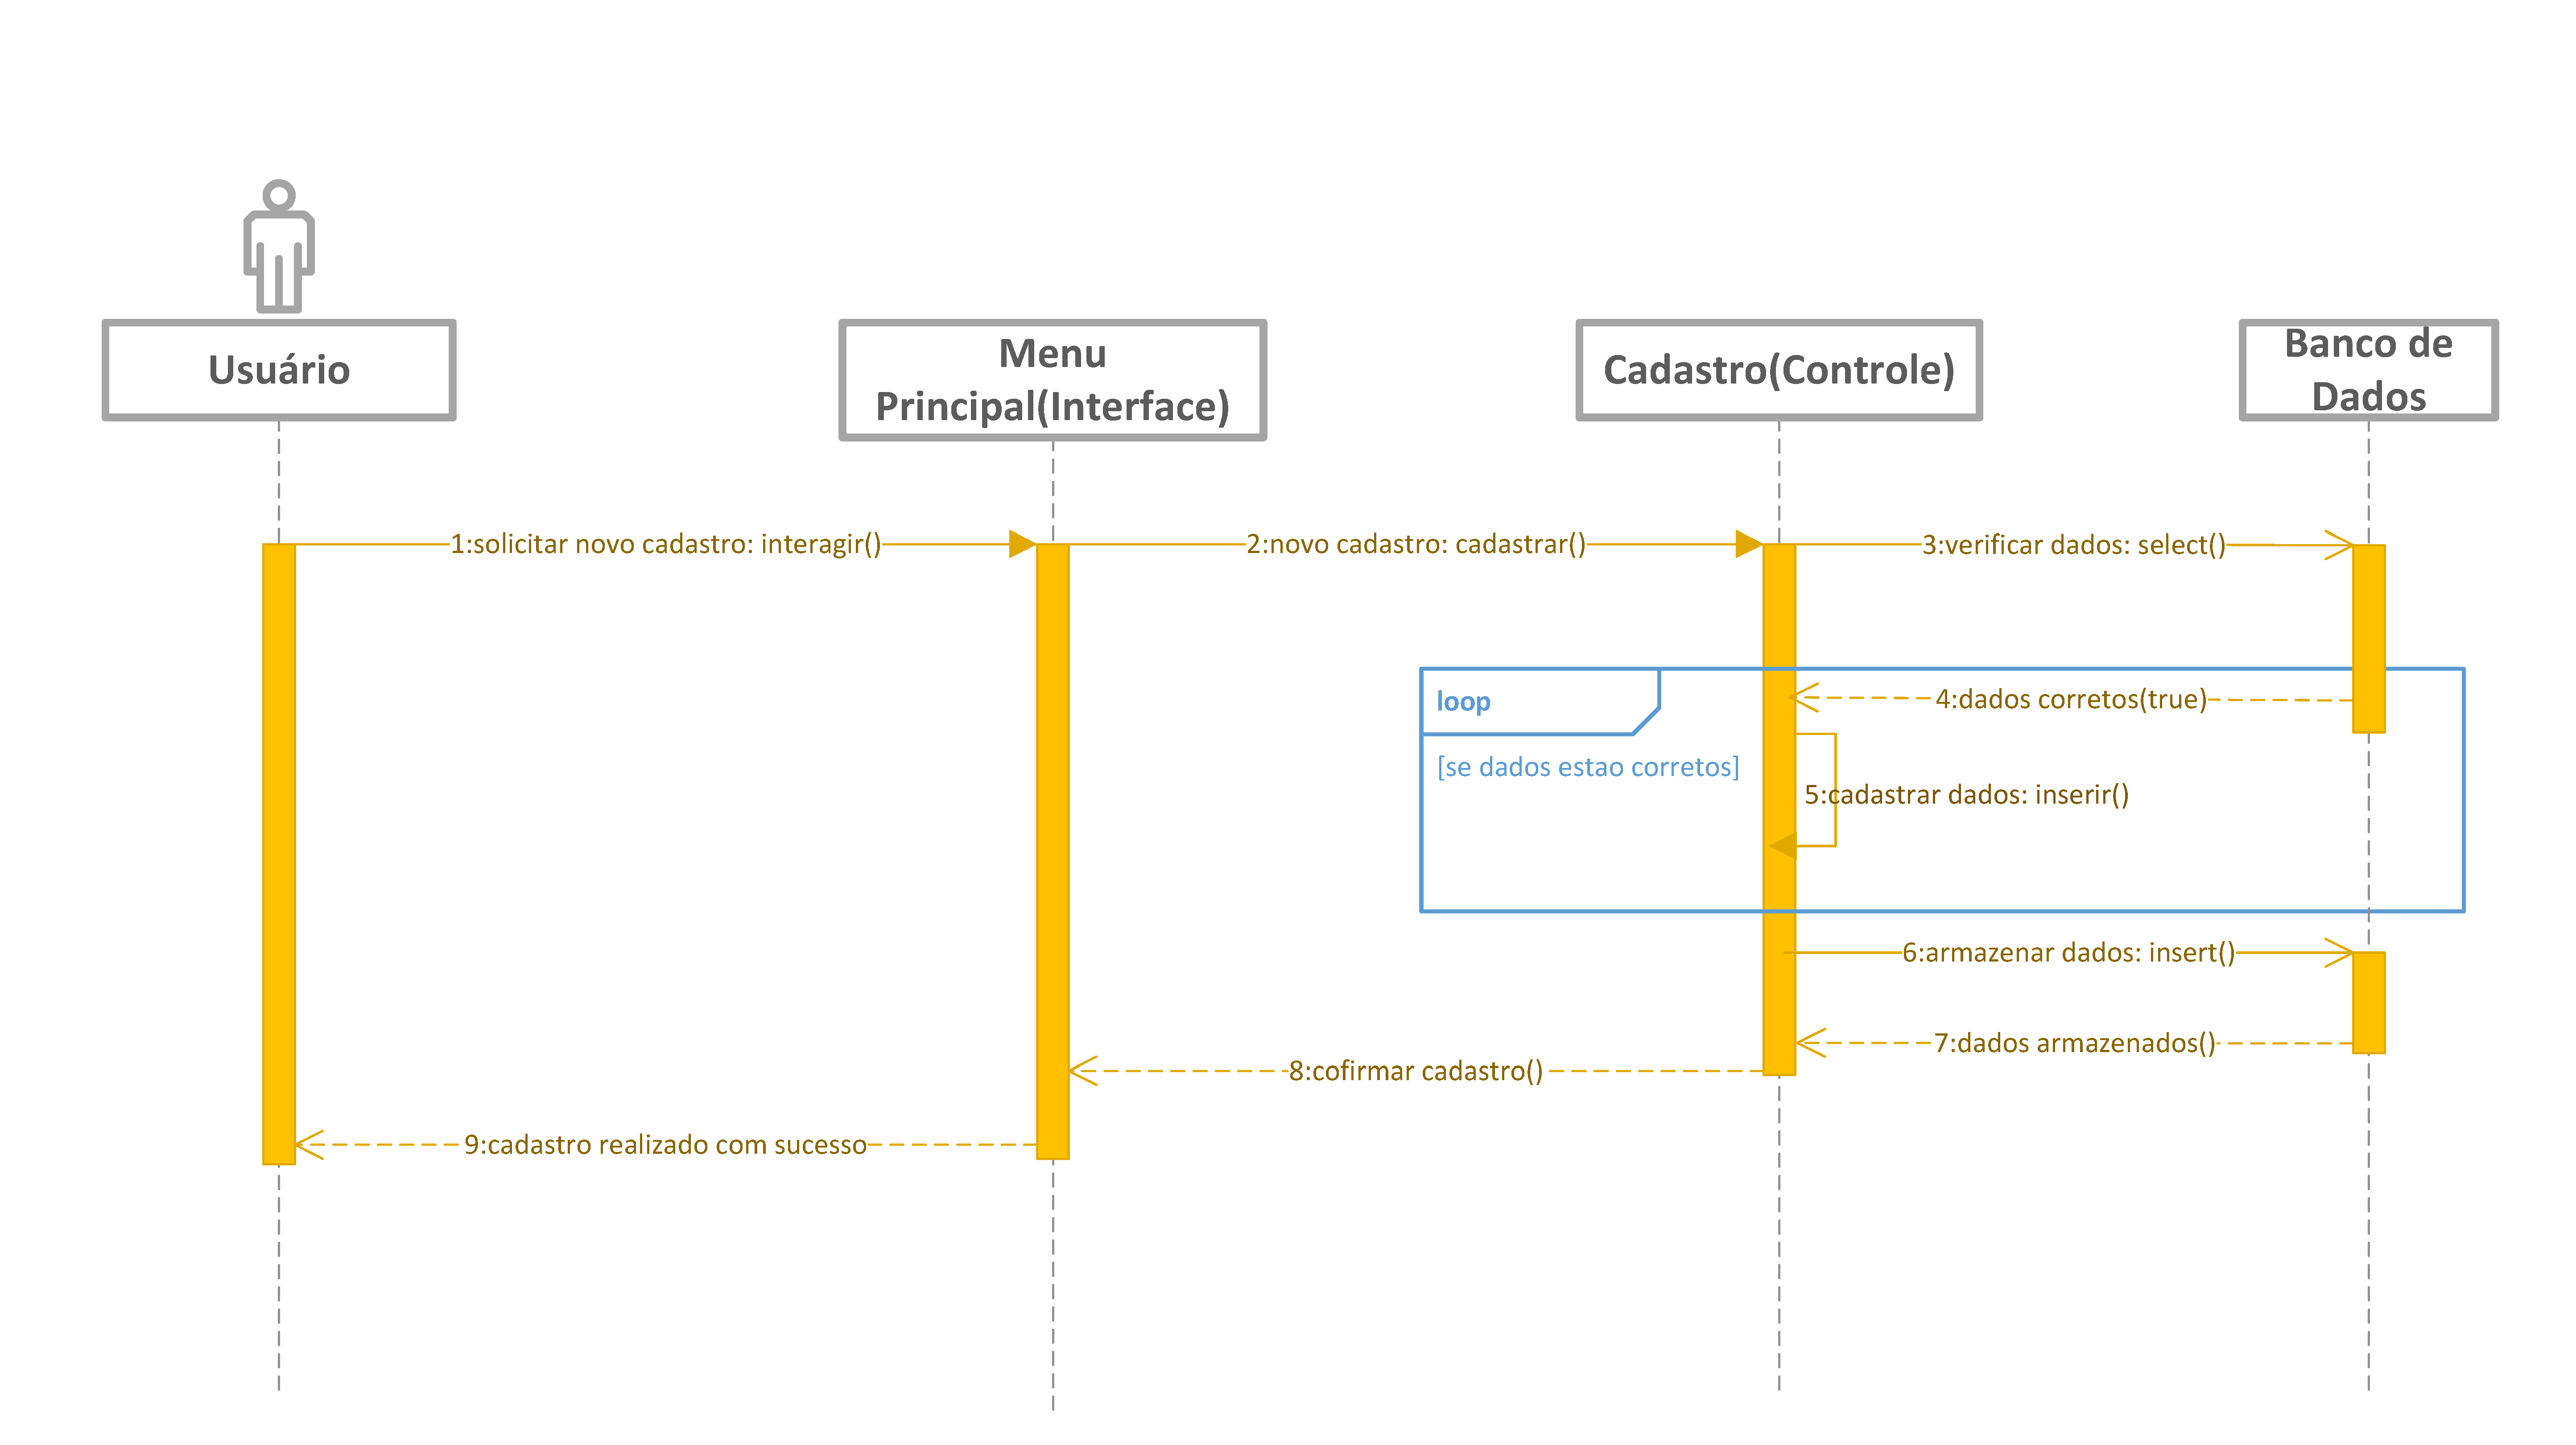 Usuário
Menu
Principal(Interface)
Cadastro(Controle)
Banco de
Dados
1:solicitar novo cadastro: interagir()
2:novo cadastro: cadastrar()
3:verificar dados: select()
loop
4:dados corretos(true)
[se dados estao corretos]
5:cadastrar dados: inserir()
6:armazenar dados: insert()
7:dados armazenados()
8:cofirmar cadastro()
9:cadastro realizado com sucesso